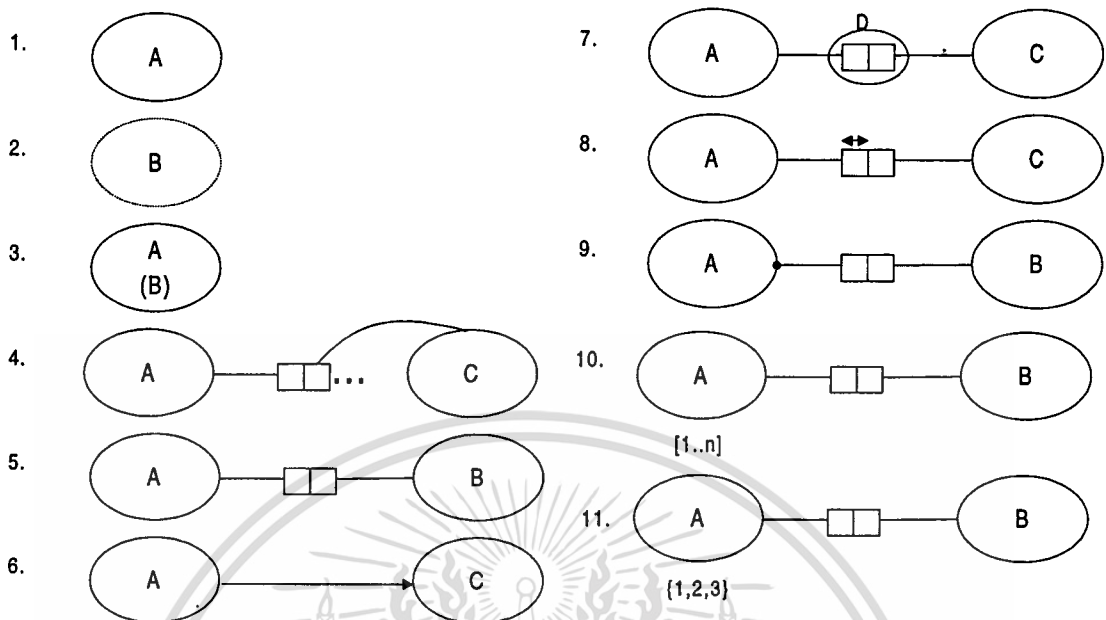 1. A
2. B
3. A
(B)
4. A ... C
5. A B
6. A C
7. A D C
8. A C
9. A B
10. A B
[1..n]
11. A B
{1,2,3}